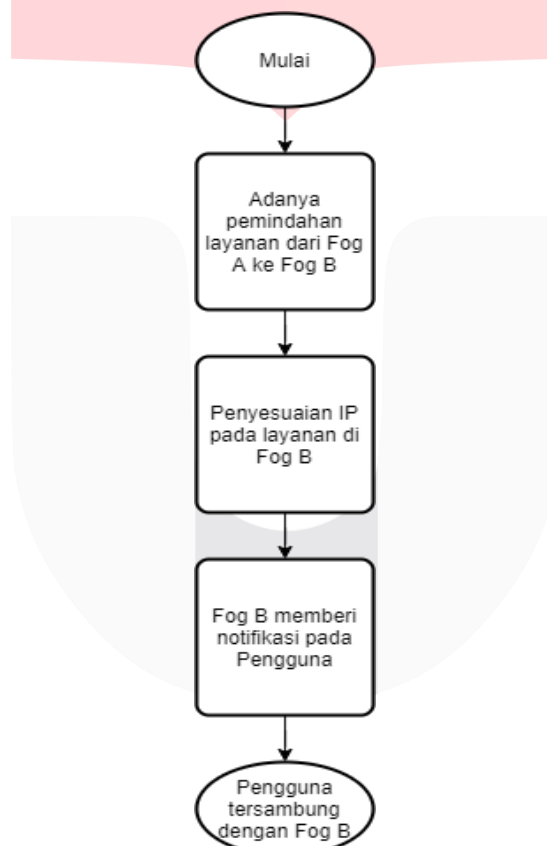 Mulai
Adanya
pemindahan
layanan dari Fog
A ke Fog B
Penyesuaian IP
pada layanan di
Fog B
Fog B memberi
notifikasi pada
Pengguna
Pengguna
tersambung
dengan Fog B